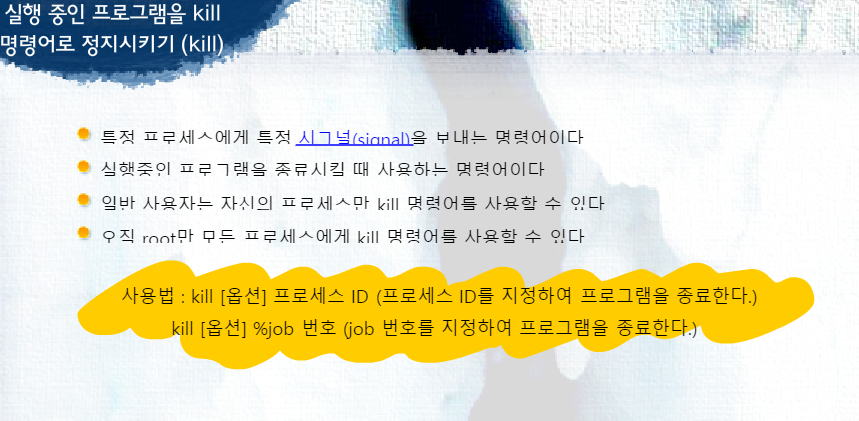 실행 중인 프로그램을 kill
명령어로 정지시키기 (kill)
특정 프로세스에게 특정 시그널(signal)을 보내는 명령어이다
실행중인 프로그램을 종료시킬 때 사용하는 명령어이다
일반 사용자는 자신의 프로세스만 kill 명령어를 사용할 수 있다
오직 root만 모든 프로세스에게 kill 명령어를 사용할 수 있다
사용법 : kill [옵션] 프로세스 ID (프로세스 ID를 지정하여 프로그램을 종료한다.)
kill [옵션] %job 번호 (job 번호를 지정하여 프로그램을 종료한다.)